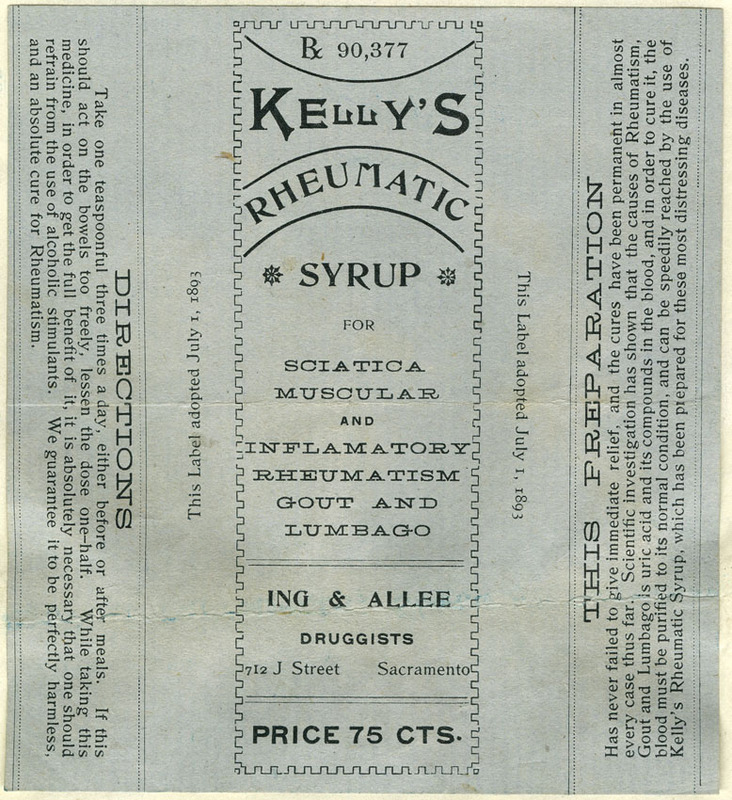 DIRECTIONS
Take one teaspoonful three times a day, either before or after meals. If this
should act on the bowels too freely, lessen the dose one-half. While taking this
medicine, in order to get the full benefit of it, it is absolutely necessary that one should
refrain from the use of alcoholic stimulants. We guarantee it to be perfectly harmless,
and an absolute cure for Rheumatism.
This Label adopted July 1, 1893
℞ 90,377
KELLY'S
RHEUMATIC
SYRUP
FOR
SCIATICA
MUSCULAR
AND
INFLAMATORY
RHEUMATISM
GOUT AND
LUMBAGO
ING & ALLEE
DRUGGISTS
712 J Street Sacramento
PRICE 75 CTS.
This Label adopted July 1, 1893
THIS PREPARATION
Has never failed to give immediate relief, and the cures have been permanent in almost
every case thus far. Scientific investigation has shown that the causes of Rheumatism,
Gout and Lumbago is uric acid and its compounds in the blood, and in order to cure it, the
blood must be purified to its normal condition, and can be speedily reached by the use of
Kelly's Rheumatic Syrup, which has been prepared for these most distressing diseases.